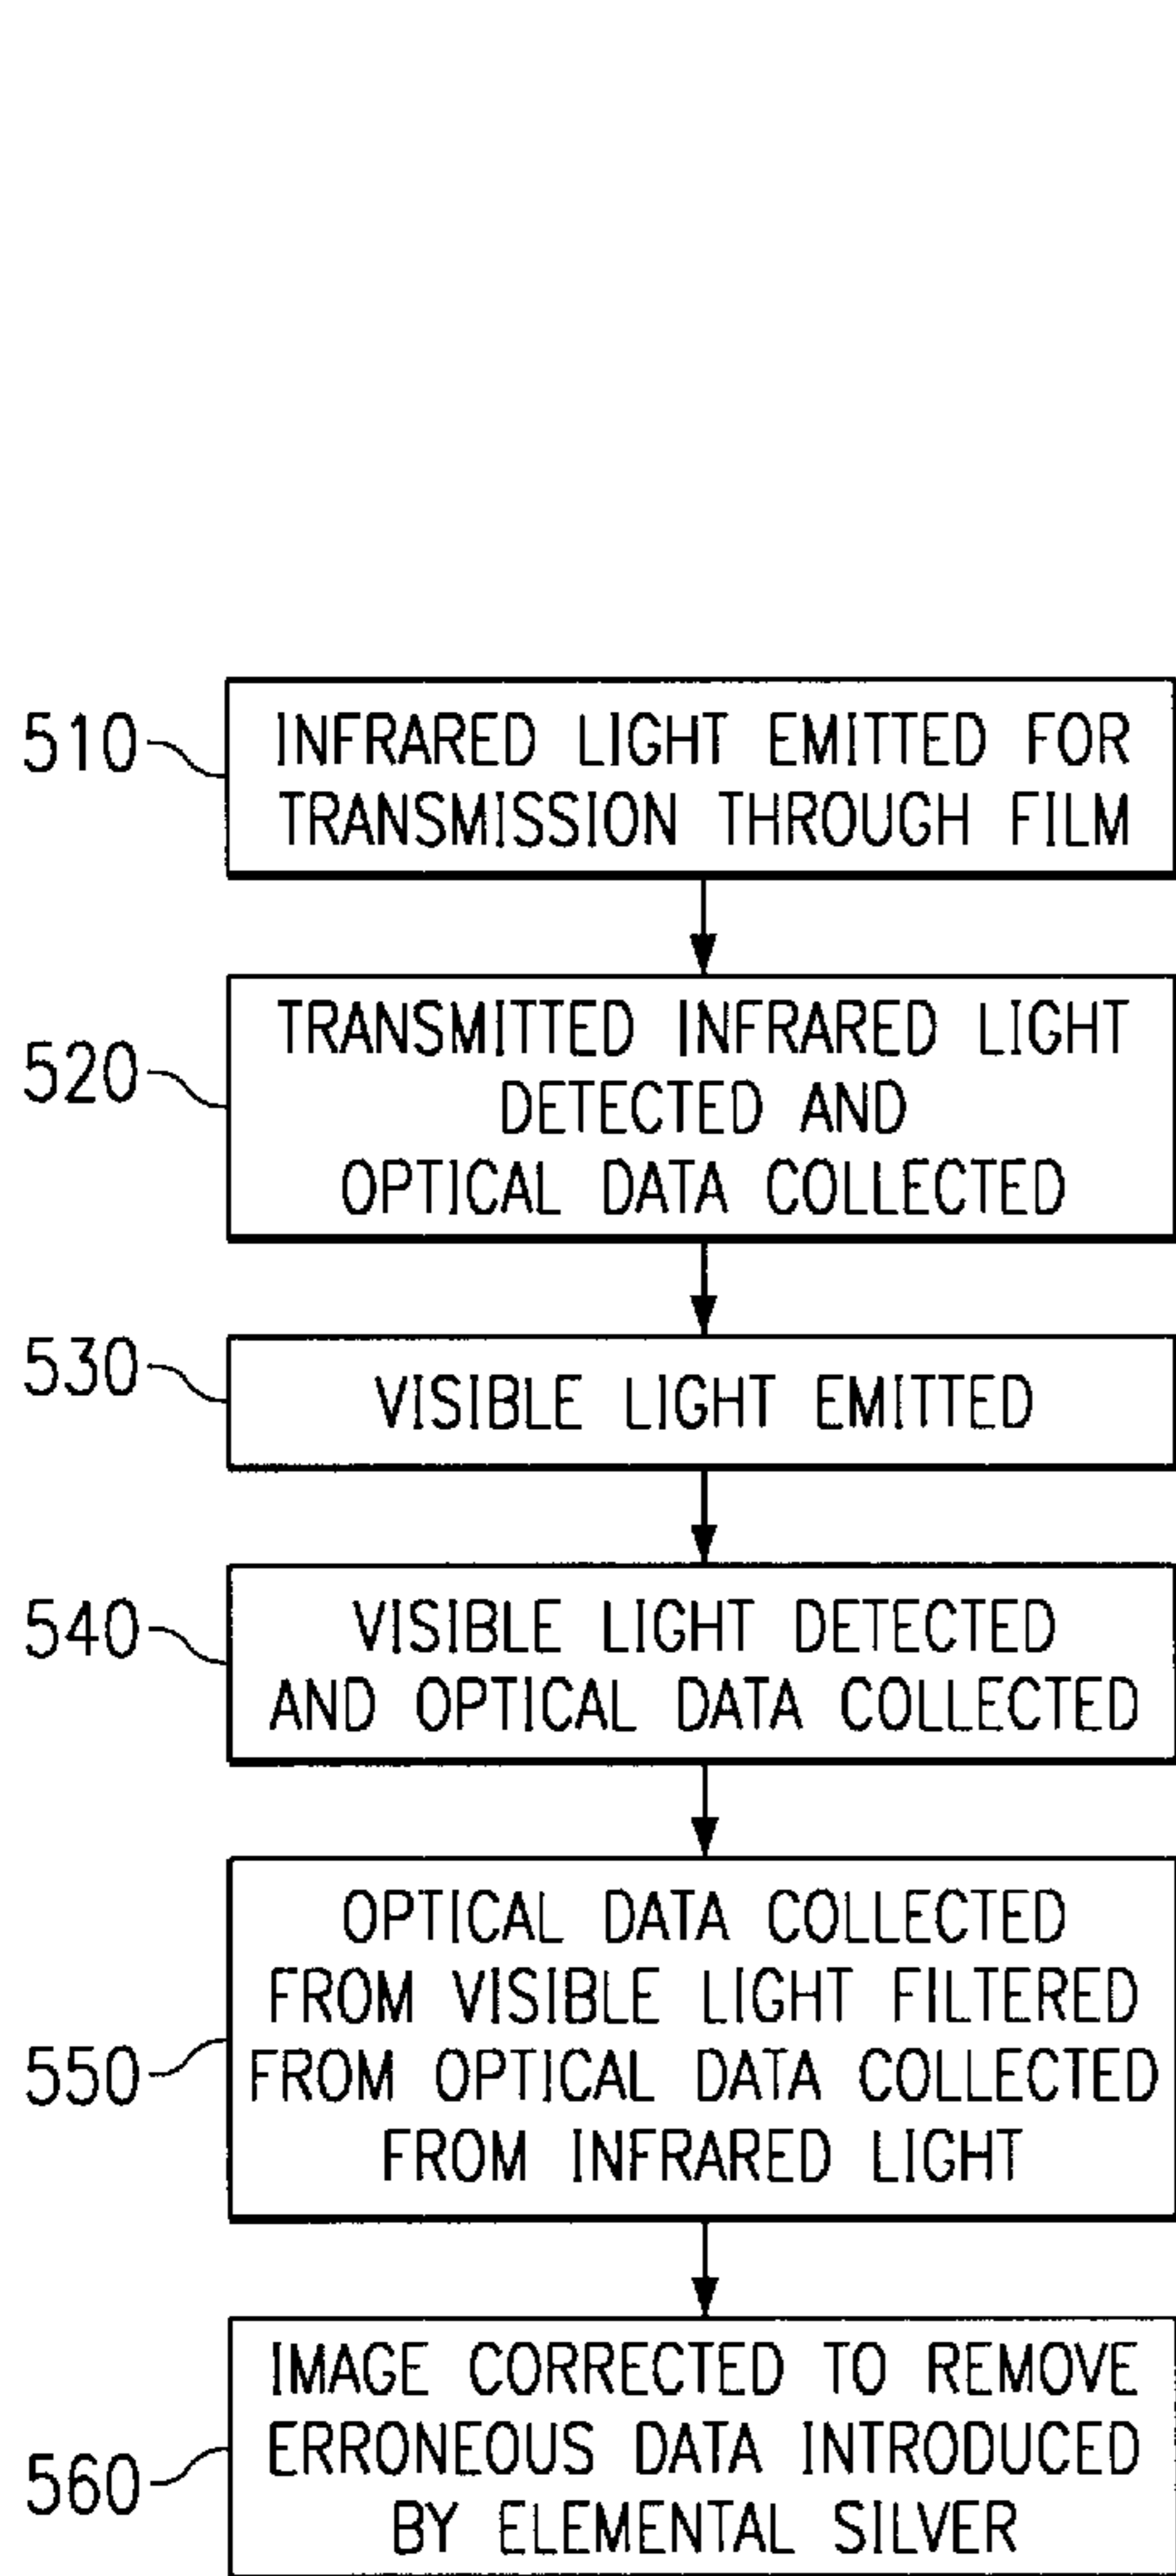 510
INFRARED LIGHT EMITTED FOR
TRANSMISSION THROUGH FILM
520
TRANSMITTED INFRARED LIGHT
DETECTED AND
OPTICAL DATA COLLECTED
530
VISIBLE LIGHT EMITTED
540
VISIBLE LIGHT DETECTED
AND OPTICAL DATA COLLECTED
550
OPTICAL DATA COLLECTED
FROM VISIBLE LIGHT FILTERED
FROM OPTICAL DATA COLLECTED
FROM INFRARED LIGHT
560
IMAGE CORRECTED TO REMOVE
ERRONEOUS DATA INTRODUCED
BY ELEMENTAL SILVER